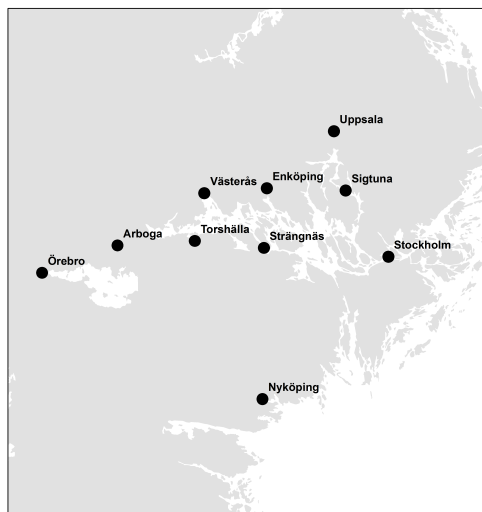 Uppsala
Enköping
Västerås
Sigtuna
Torshälla
Arboga
Strängnäs
Stockholm
Örebro
Nyköping